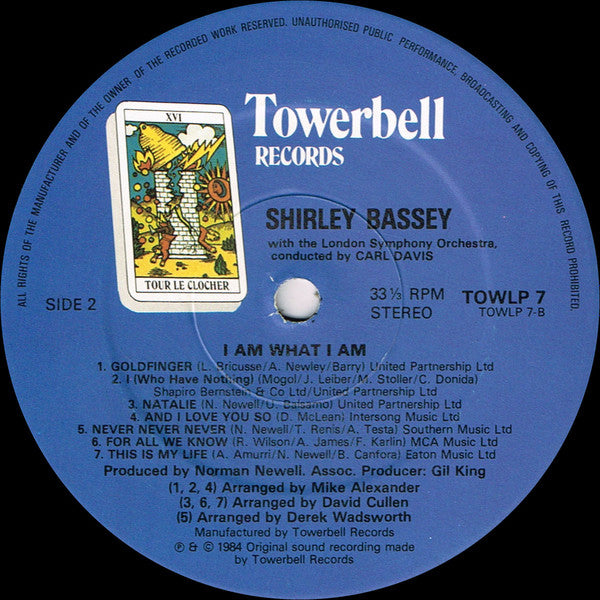 ALL RIGHTS OF THE MANUFACTURER AND OF THE OWNER OF THE RECORDED WORK RESERVED. UNAUTHORISED PUBLIC PERFORMANCE, BROADCASTING AND COPYING OF THIS RECORD PROHIBITED.
XVI
TOUR LE CLOCHER
Towerbell
RECORDS
SHIRLEY BASSEY
with the London Symphony Orchestra,
conducted by CARL DAVIS
SIDE 2
33⅓ RPM
STEREO
TOWLP 7
TOWLP 7-B
I AM WHAT I AM
1. GOLDFINGER (L. Bricusse/A. Newley/Barry) United Partnership Ltd
2. I (Who Have Nothing) (Mogol/J. Leiber/M. Stoller/C. Donida)
Shapiro Bernstein & Co Ltd/United Partnership Ltd
3. NATALIE (N. Newell/U. Balsamo) United Partnership Ltd
4. AND I LOVE YOU SO (D. McLean) Intersong Music Ltd
5. NEVER NEVER NEVER (N. Newell/T. Renis/A. Testa) Southern Music Ltd
6. FOR ALL WE KNOW (R. Wilson/A. James/F. Karlin) MCA Music Ltd
7. THIS IS MY LIFE (A. Amurri/N. Newell/B. Canfora) Eaton Music Ltd
Produced by Norman Newell. Assoc. Producer: Gil King
(1, 2, 4) Arranged by Mike Alexander
(3, 6, 7) Arranged by David Cullen
(5) Arranged by Derek Wadsworth
Manufactured by Towerbell Records
℗ & © 1984 Original sound recording made
by Towerbell Records